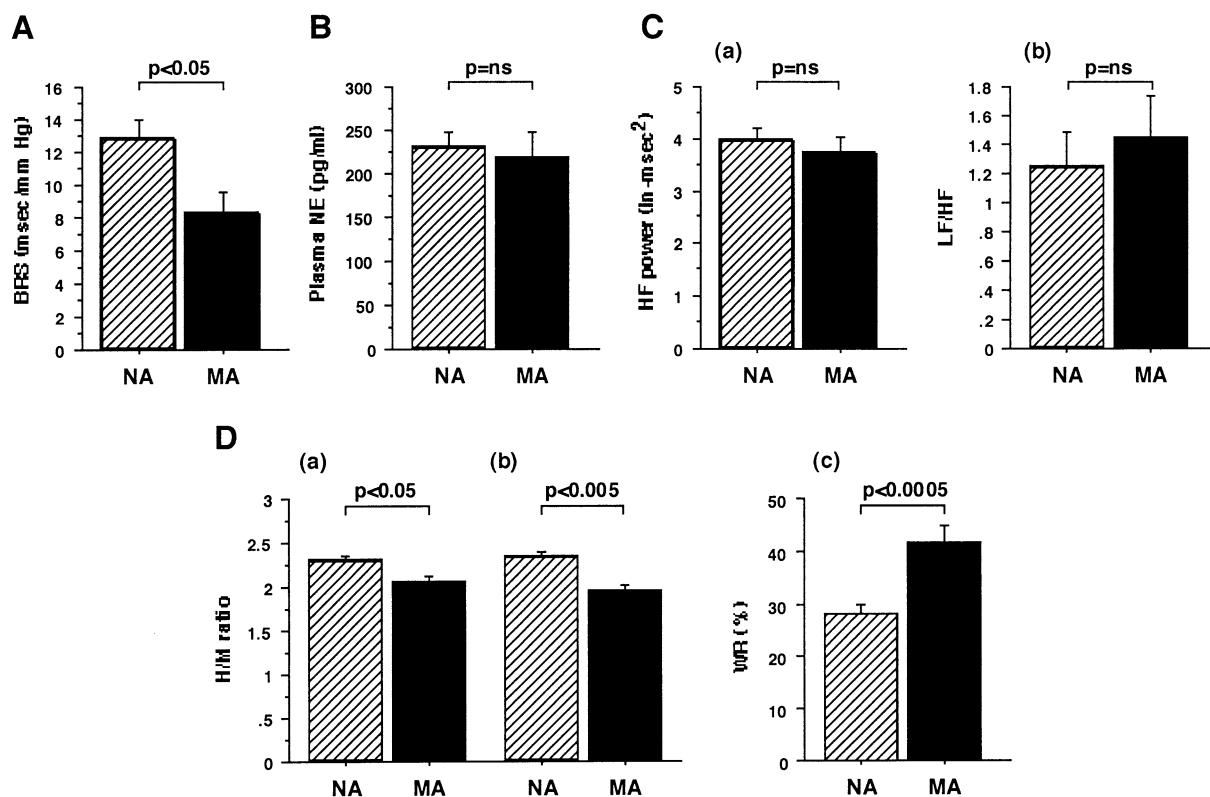 A
p<0.05
BRS (msec/mm Hg)
16
14
12
10
8
6
4
2
0
NA MA
B
p=ns
Plasma NE (pg/ml)
300
250
200
150
100
50
0
NA MA
C
(a)
p=ns
HF power (ln-msec²)
5
4
3
2
1
0
NA MA
(b)
p=ns
LF/HF
1.8
1.6
1.4
1.2
1
.8
.6
.4
.2
0
NA MA
D
(a)
p<0.05
H/M ratio
3
2.5
2
1.5
1
.5
0
NA MA
(b)
p<0.005
NA MA
(c)
p<0.0005
WR (%)
50
40
30
20
10
0
NA MA